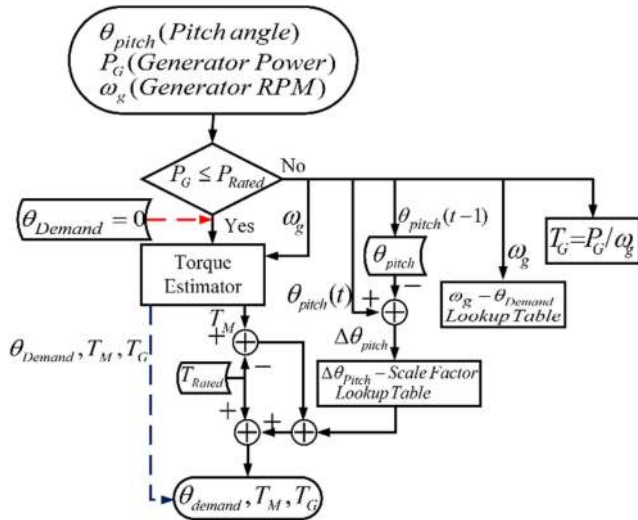 θpitch (Pitch angle)
PG (Generator Power)
ωg (Generator RPM)
PG ≤ PRated
No
θDemand = 0
Yes
ωg
θpitch(t−1)
ωg
TG=PG/ωg
θpitch
Torque
Estimator
θpitch(t)
+
−
ωg − θDemand
Lookup Table
TM
+
Δθpitch
θDemand, TM, TG
−
TRated
ΔθPitch − Scale Factor
Lookup Table
+
+
+
θdemand, TM, TG